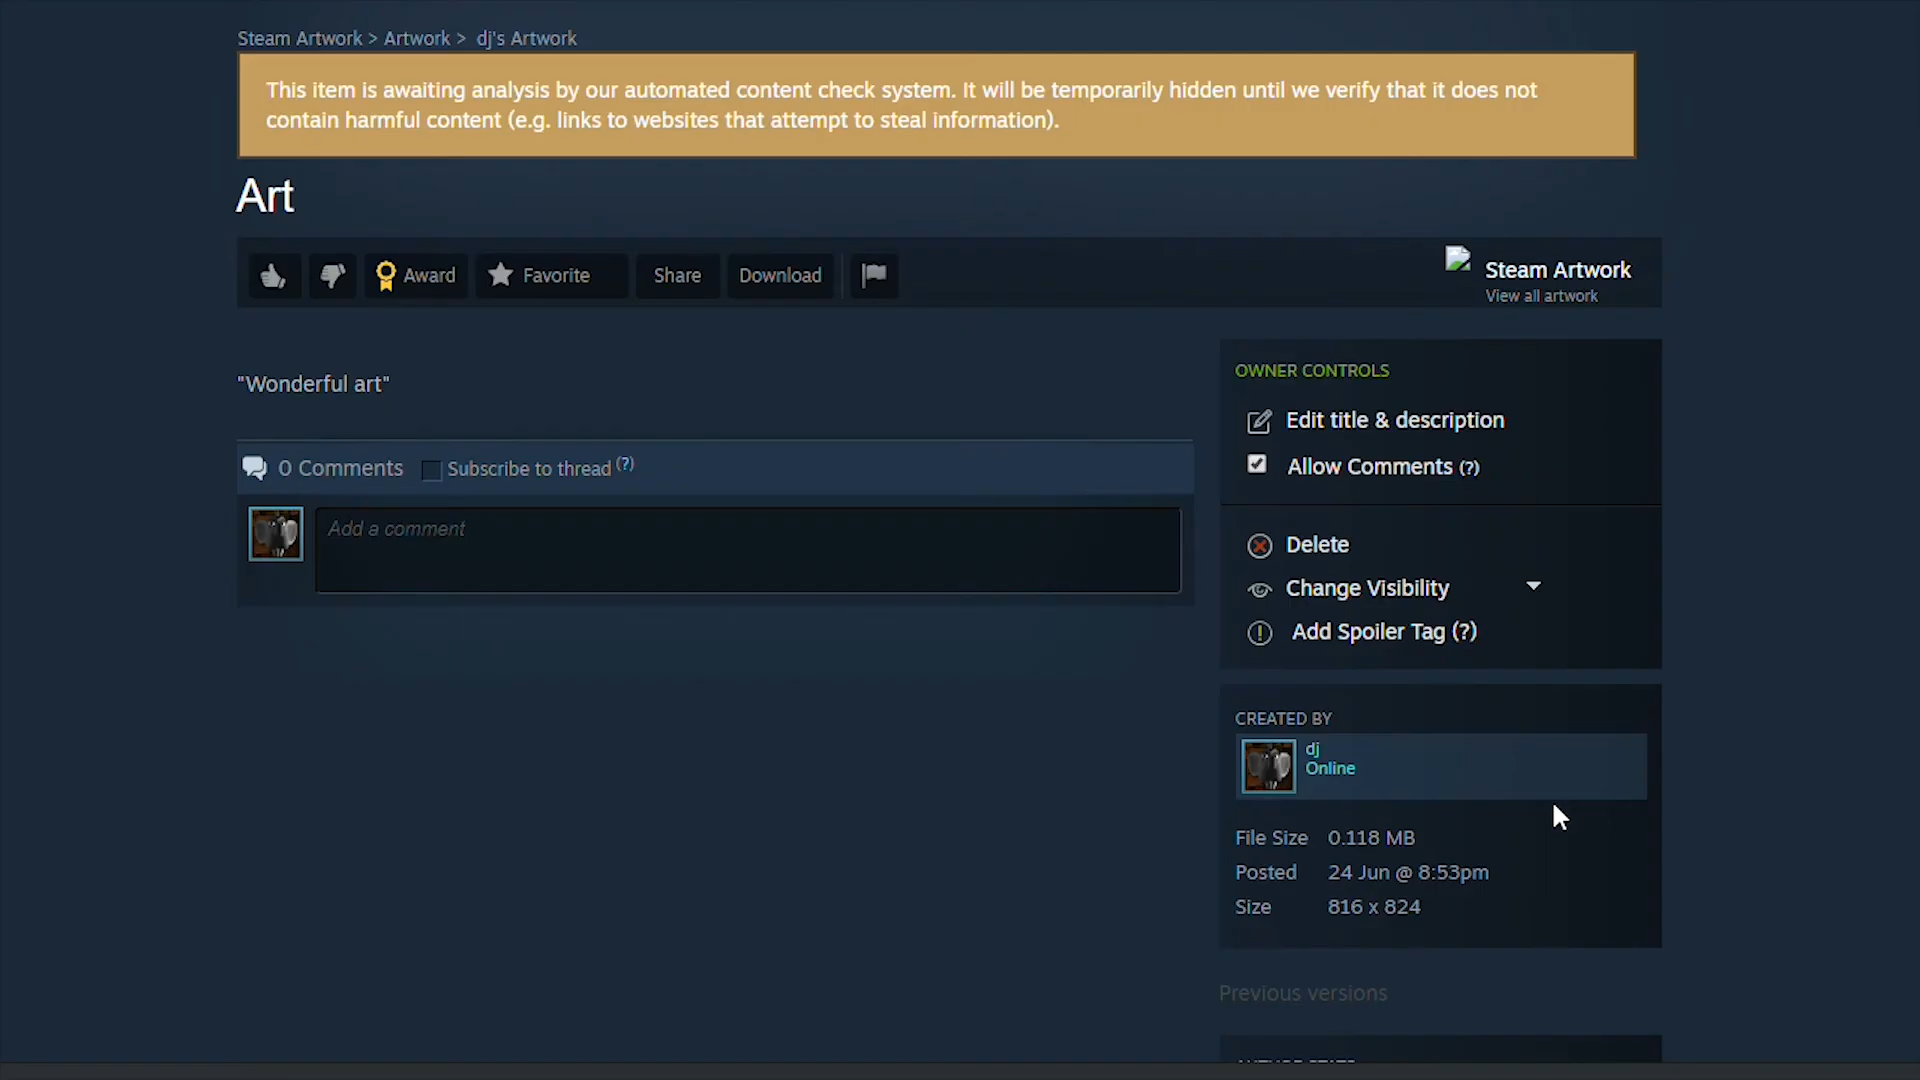 Steam Artwork > Artwork > dj's Artwork
This item is awaiting analysis by our automated content check system. It will be temporarily hidden until we verify that it does not
contain harmful content (e.g. links to websites that attempt to steal information).
Art
Award
Favorite
Share
Download
Steam Artwork
View all artwork
"Wonderful art"
0 Comments
Subscribe to thread (?)
Add a comment
OWNER CONTROLS
Edit title & description
Allow Comments (?)
Delete
Change Visibility
Add Spoiler Tag (?)
CREATED BY
dj
Online
File Size 0.118 MB
Posted 24 Jun @ 8:53pm
Size 816 x 824
Previous versions